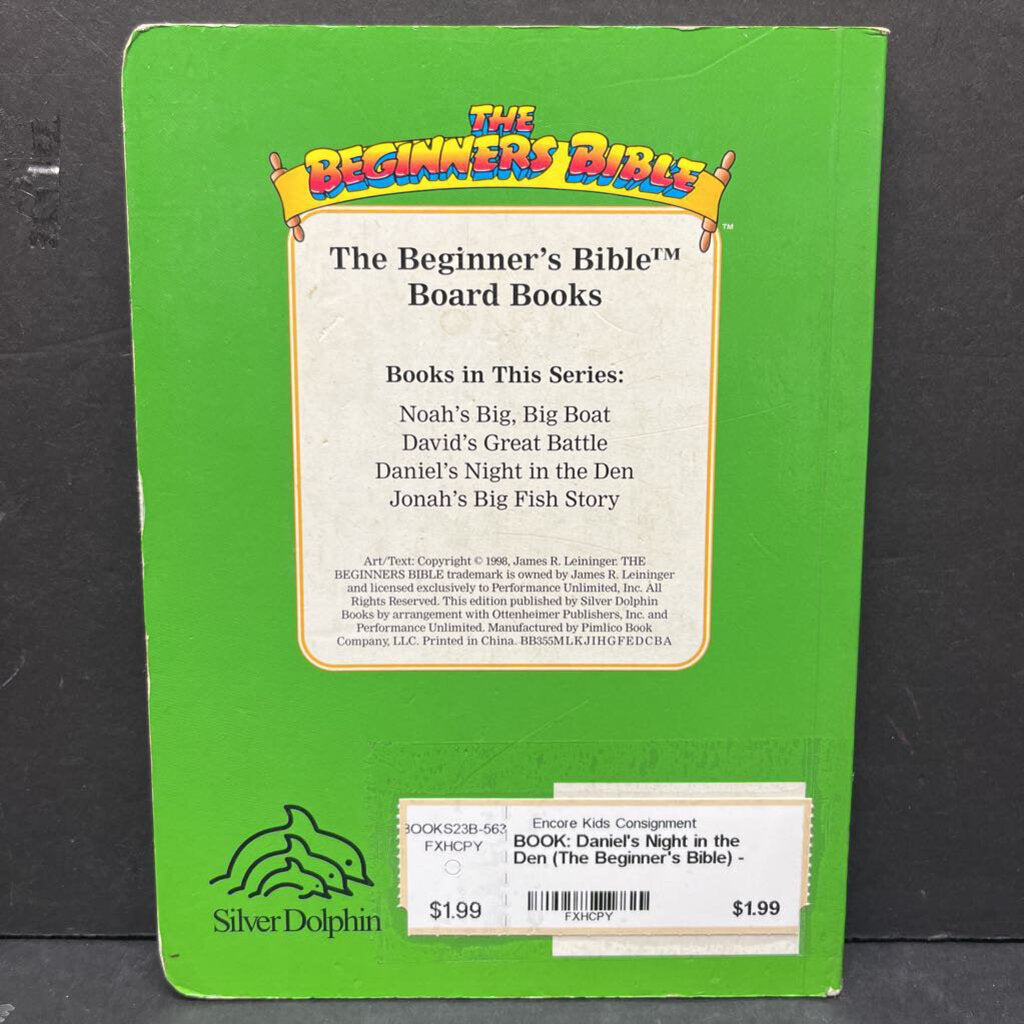 THE
BEGINNERS BIBLE
TM
The Beginner's Bible™
Board Books
Books in This Series:
Noah's Big, Big Boat
David's Great Battle
Daniel's Night in the Den
Jonah's Big Fish Story
Art/Text: Copyright © 1998, James R. Leininger. THE
BEGINNERS BIBLE trademark is owned by James R. Leininger
and licensed exclusively to Performance Unlimited, Inc. All
Rights Reserved. This edition published by Silver Dolphin
Books by arrangement with Ottenheimer Publishers, Inc. and
Performance Unlimited. Manufactured by Pimlico Book
Company, LLC. Printed in China. BB355MLKJIHGFEDCBA
Silver Dolphin
BOOKS23B-563
FXHCPY
$1.99
Encore Kids Consignment
BOOK: Daniel's Night in the
Den (The Beginner's Bible) -
FXHCPY
$1.99